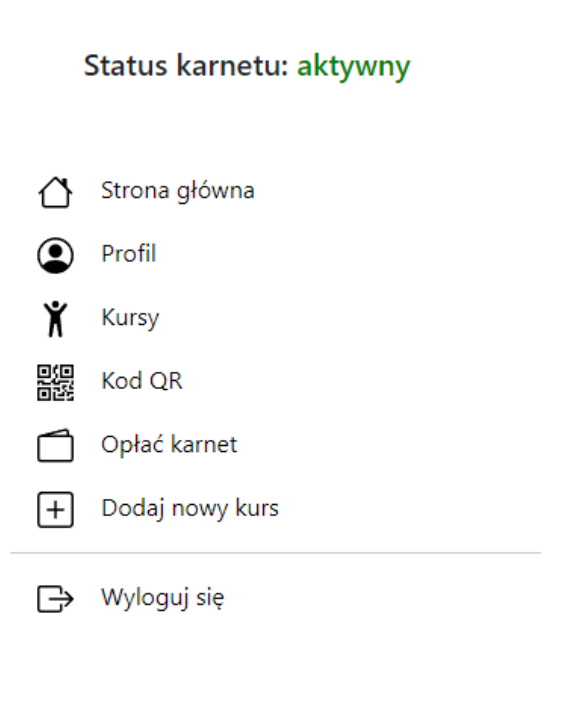 Status karnetu: aktywny
Strona główna
Profil
Kursy
Kod QR
Opłać karnet
Dodaj nowy kurs
Wyloguj się